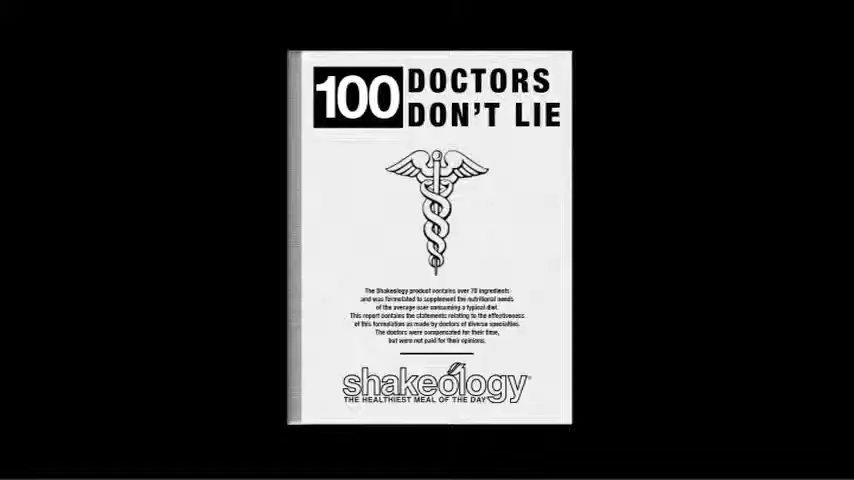 100 DOCTORS
DON'T LIE
The Shakeology product contains over 70 ingredients
and was formulated to supplement the nutritional needs
of the average user consuming a typical diet.
This report contains the statements relating to the effectiveness
of this formulation as made by doctors of diverse specialties.
The doctors were compensated for their time,
but were not paid for their opinions.
shakeology®
THE HEALTHIEST MEAL OF THE DAY